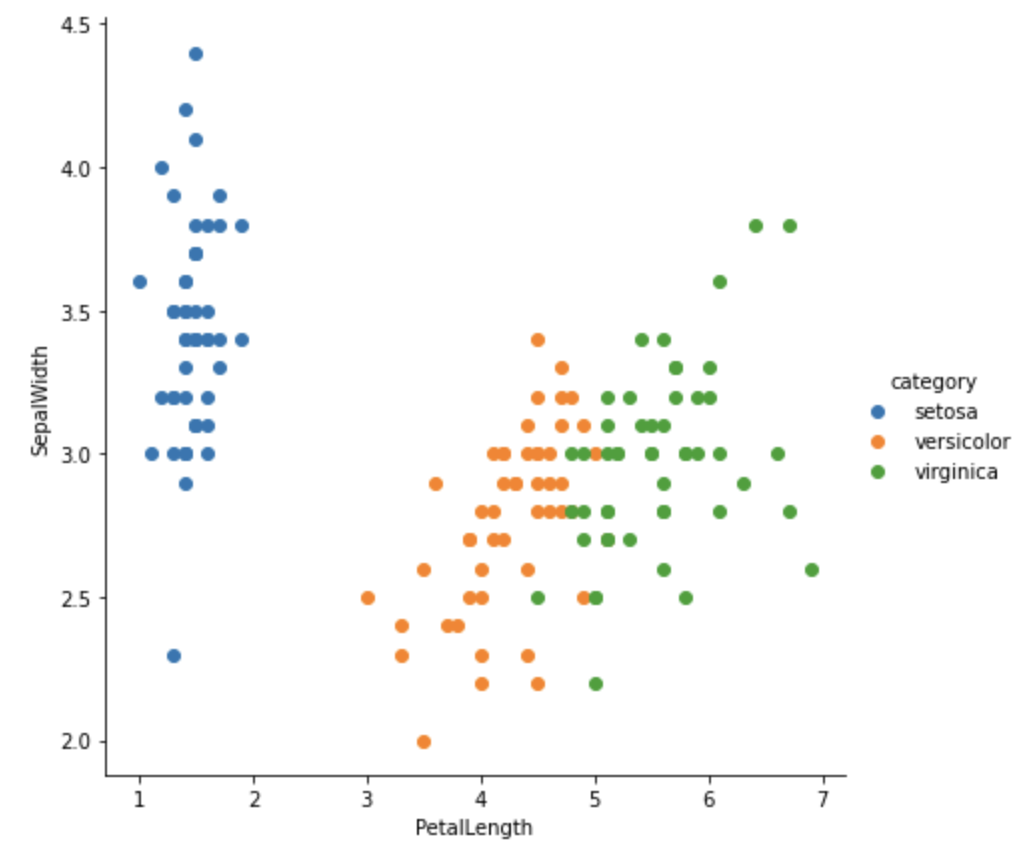 4.5
4.0
3.5
3.0
2.5
2.0
SepalWidth
1 2 3 4 5 6 7
PetalLength
category
setosa
versicolor
virginica